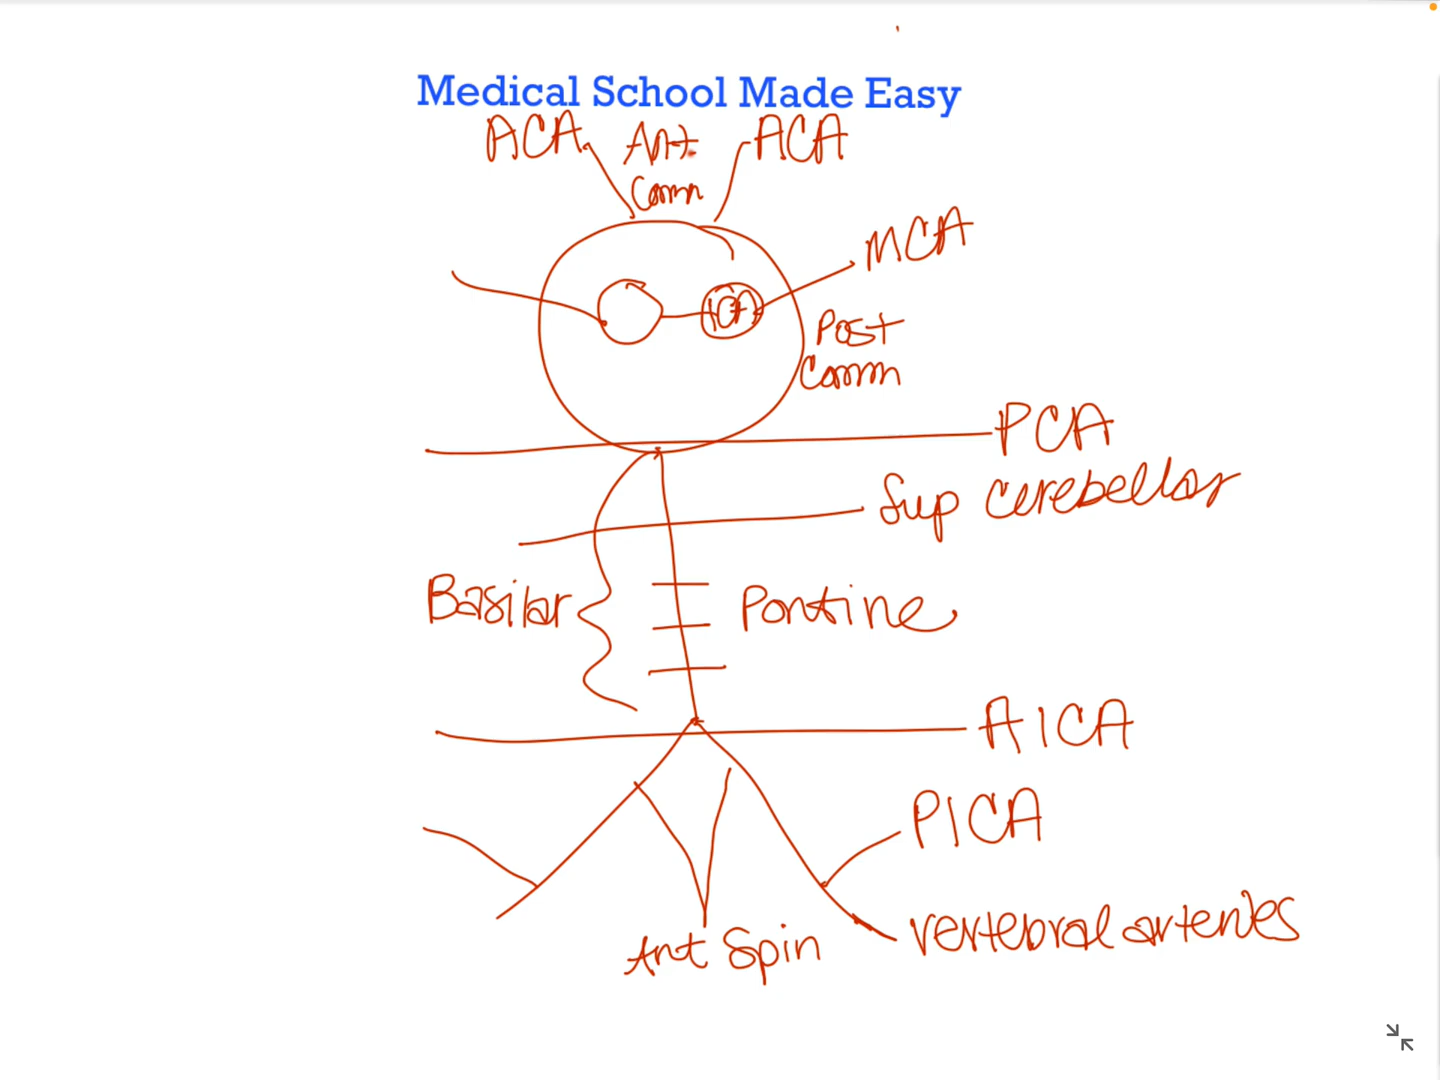 Medical School Made Easy
ACA
Ant
Comm
ACA
MCA
ICA
Post
Comm
PCA
Sup Cerebellar
Basilar
Pontine
AICA
PICA
vertebral arteries
Ant Spin